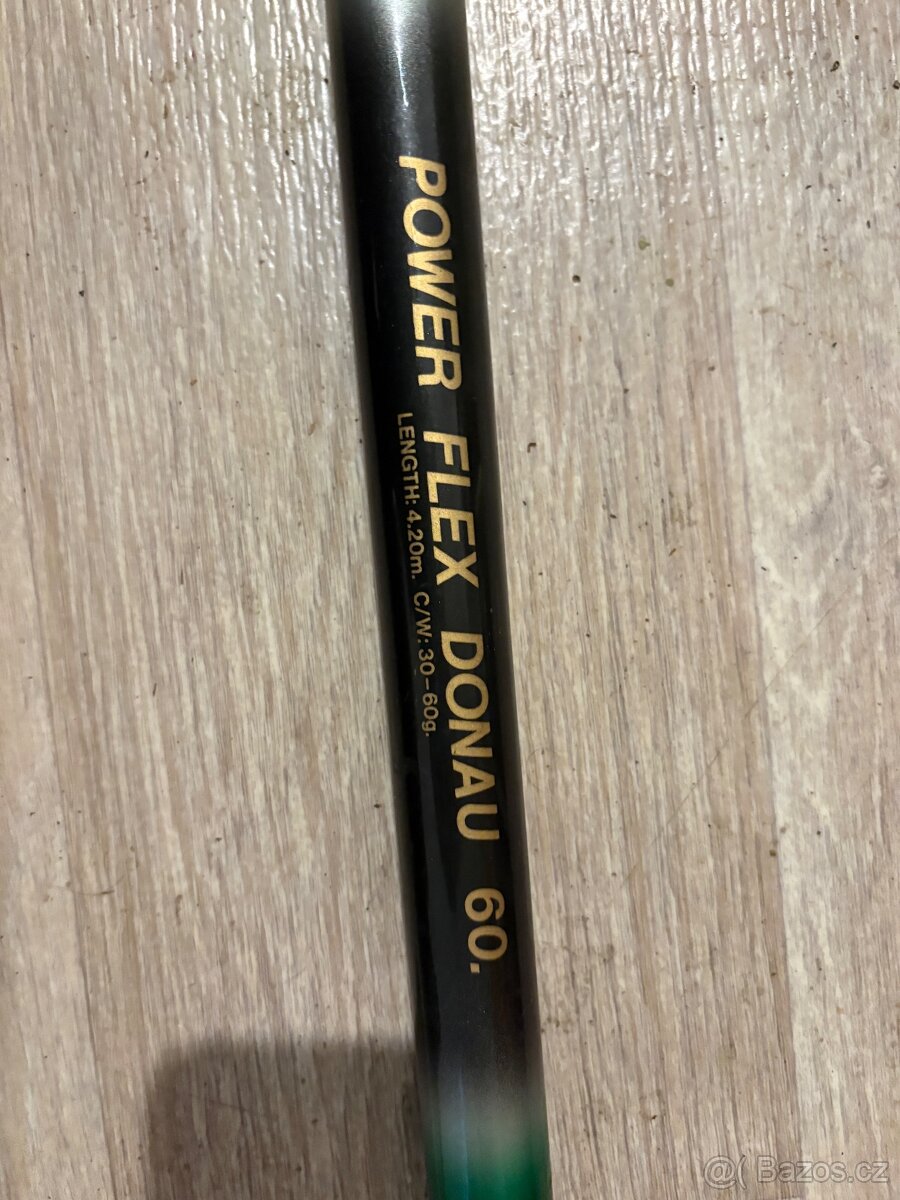 POWER FLEX DONAU 60.
LENGTH: 4.20m. C/W: 30-60g.
@( Bazos.cz